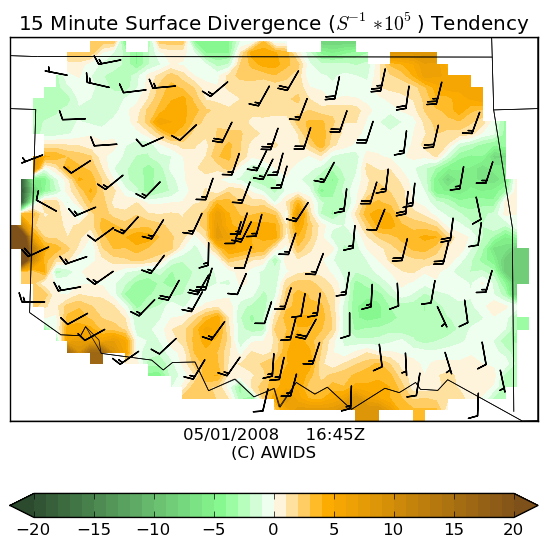 15 Minute Surface Divergence (S⁻¹ *10⁵ ) Tendency
05/01/2008 16:45Z
(C) AWIDS
−20 −15 −10 −5 0 5 10 15 20